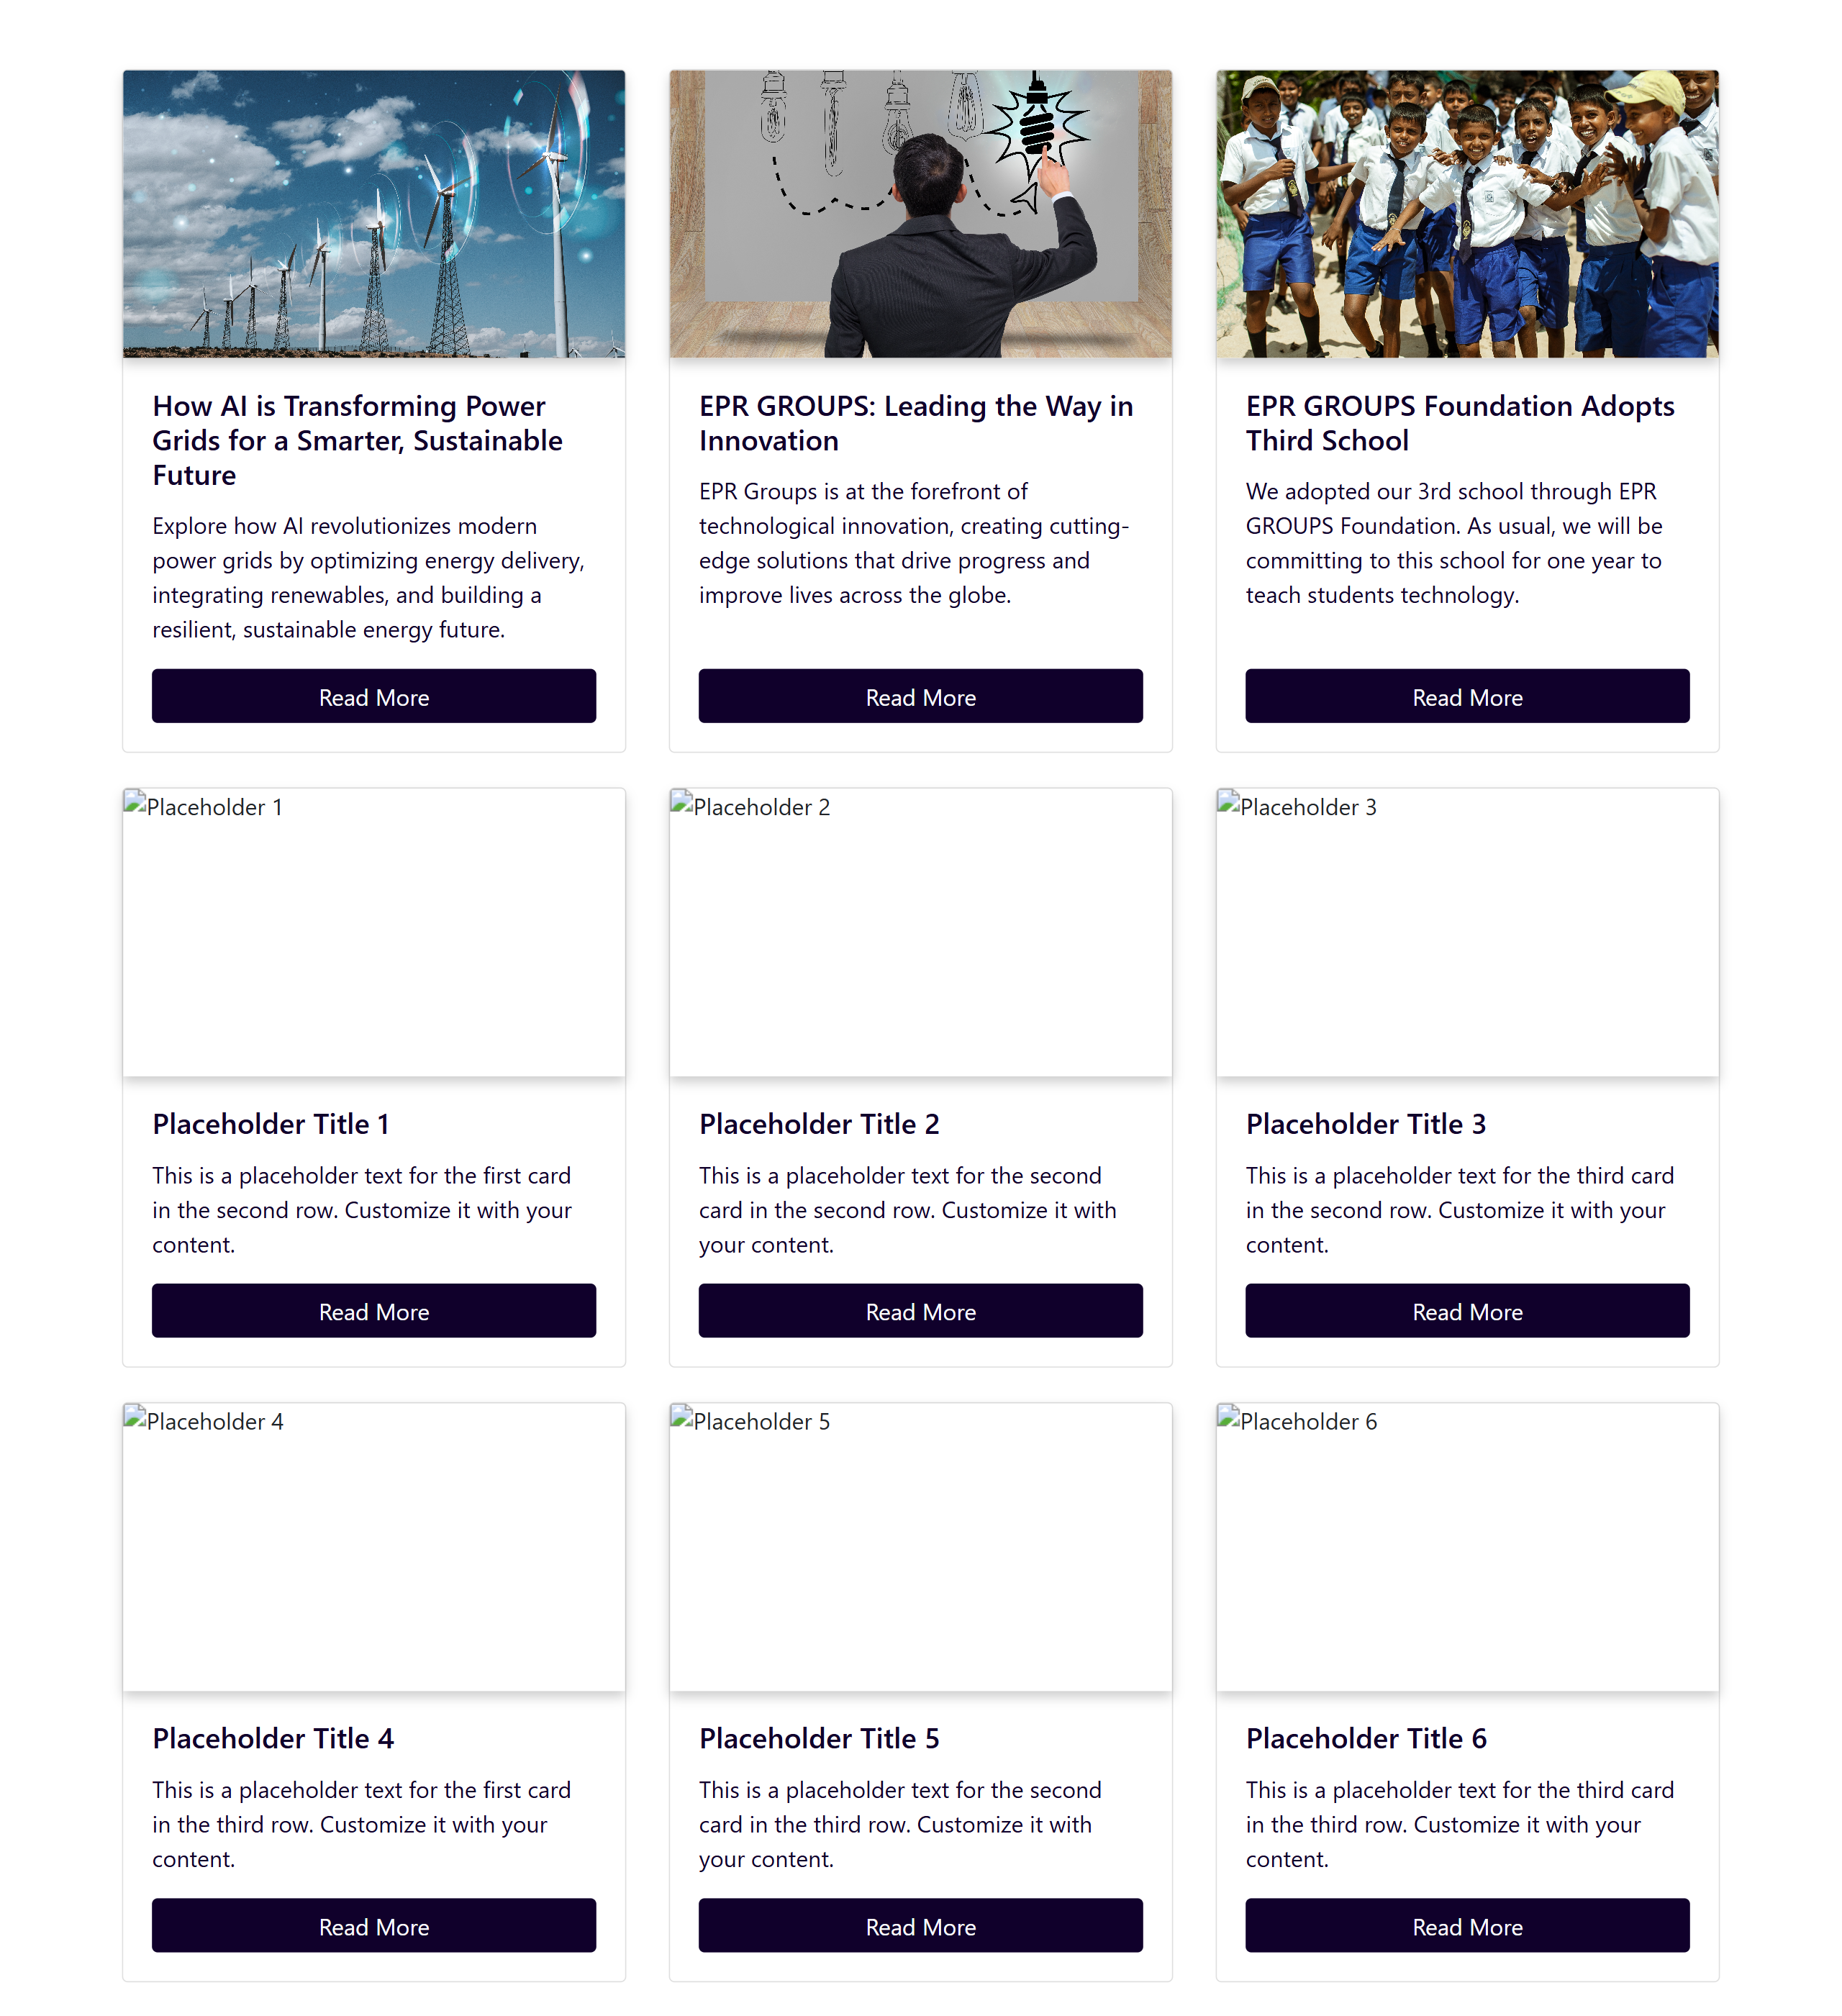 How AI is Transforming Power
Grids for a Smarter, Sustainable
Future
Explore how AI revolutionizes modern
power grids by optimizing energy delivery,
integrating renewables, and building a
resilient, sustainable energy future.
Read More
EPR GROUPS: Leading the Way in
Innovation
EPR Groups is at the forefront of
technological innovation, creating cutting-
edge solutions that drive progress and
improve lives across the globe.
Read More
EPR GROUPS Foundation Adopts
Third School
We adopted our 3rd school through EPR
GROUPS Foundation. As usual, we will be
committing to this school for one year to
teach students technology.
Read More
Placeholder 1
Placeholder Title 1
This is a placeholder text for the first card
in the second row. Customize it with your
content.
Read More
Placeholder 2
Placeholder Title 2
This is a placeholder text for the second
card in the second row. Customize it with
your content.
Read More
Placeholder 3
Placeholder Title 3
This is a placeholder text for the third card
in the second row. Customize it with your
content.
Read More
Placeholder 4
Placeholder Title 4
This is a placeholder text for the first card
in the third row. Customize it with your
content.
Read More
Placeholder 5
Placeholder Title 5
This is a placeholder text for the second
card in the third row. Customize it with
your content.
Read More
Placeholder 6
Placeholder Title 6
This is a placeholder text for the third card
in the third row. Customize it with your
content.
Read More